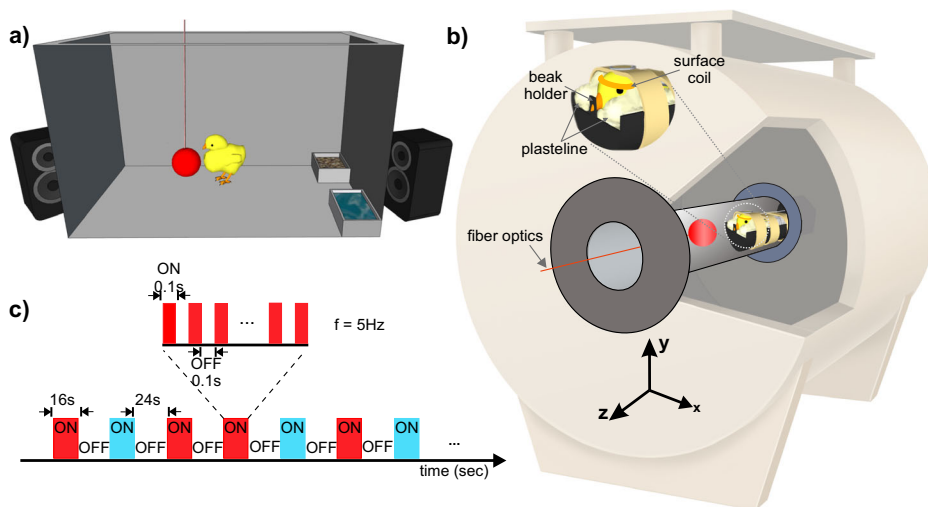 a)
b)
surface
coil
beak
holder
plasteline
fiber optics
y
z
x
c)
ON
0.1s
...
f = 5Hz
OFF
0.1s
16s
24s
ON ON ON ON ON ON ON
OFF OFF OFF OFF OFF OFF ...
time (sec)